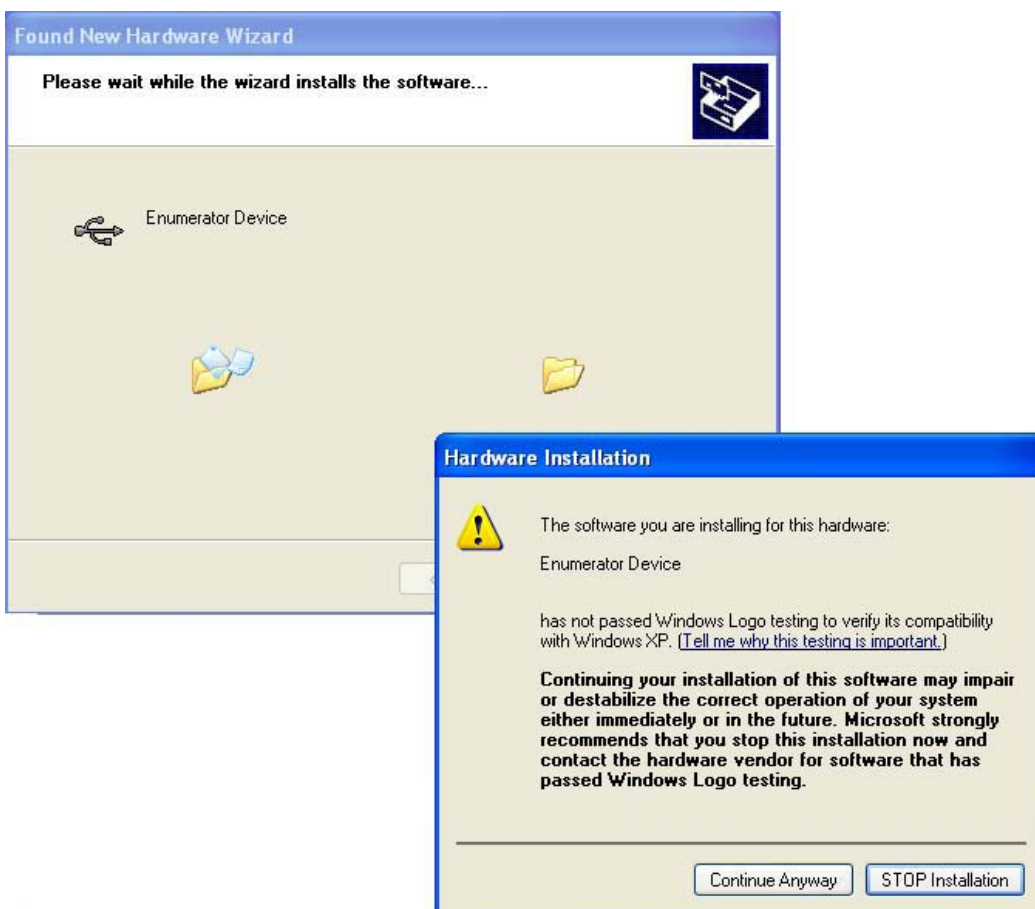 Found New Hardware Wizard
Please wait while the wizard installs the software...
Enumerator Device
Hardware Installation
The software you are installing for this hardware:
Enumerator Device
has not passed Windows Logo testing to verify its compatibility
with Windows XP. (Tell me why this testing is important.)
Continuing your installation of this software may impair
or destabilize the correct operation of your system
either immediately or in the future. Microsoft strongly
recommends that you stop this installation now and
contact the hardware vendor for software that has
passed Windows Logo testing.
Continue Anyway
STOP Installation